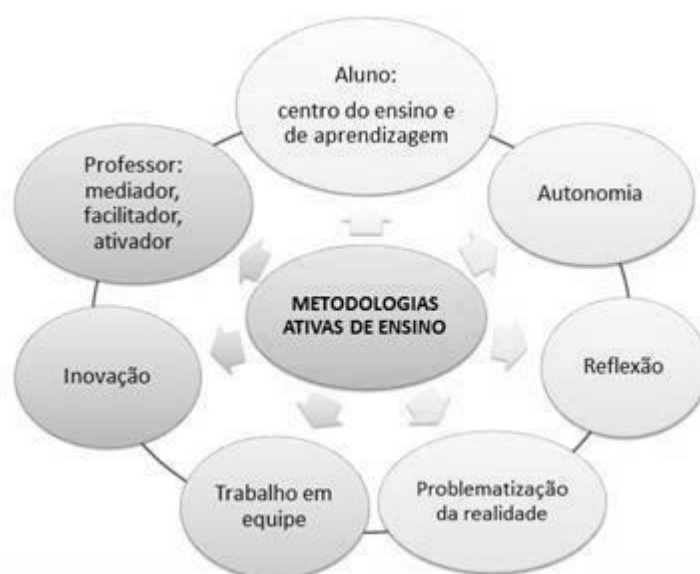 Aluno:
centro do ensino e
de aprendizagem
Autonomia
Reflexão
Problematização
da realidade
Trabalho em
equipe
Inovação
Professor:
mediador,
facilitador,
ativador
METODOLOGIAS
ATIVAS DE ENSINO